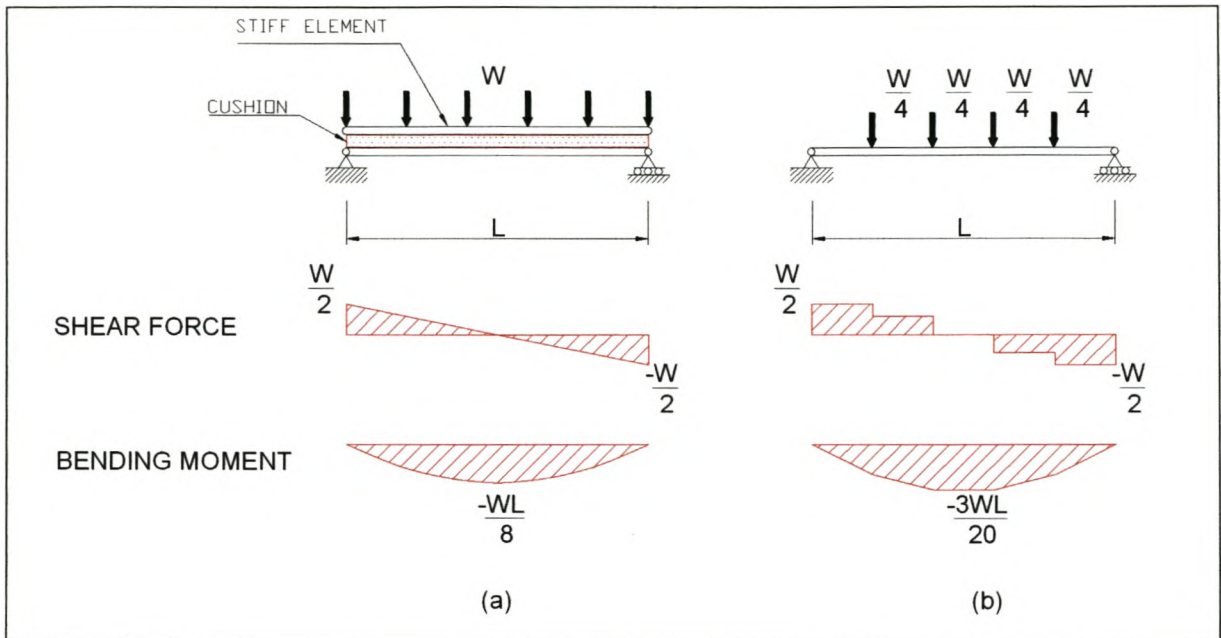 STIFF ELEMENT
W
CUSHION
W/4 W/4 W/4 W/4
L
L
W/2
W/2
SHEAR FORCE
-W/2
-W/2
BENDING MOMENT
-WL/8
-3WL/20
(a)
(b)